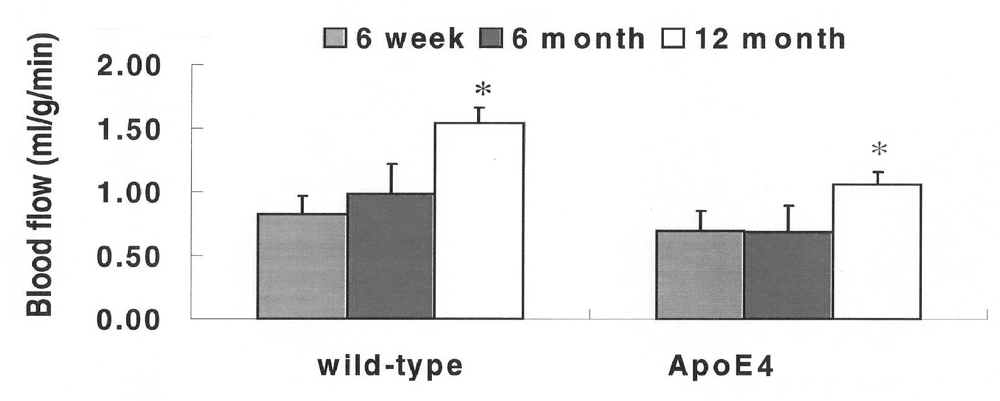 6 week 6 month 12 month
Blood flow (ml/g/min)
2.00
1.50
1.00
0.50
0.00
*
*
wild-type ApoE4